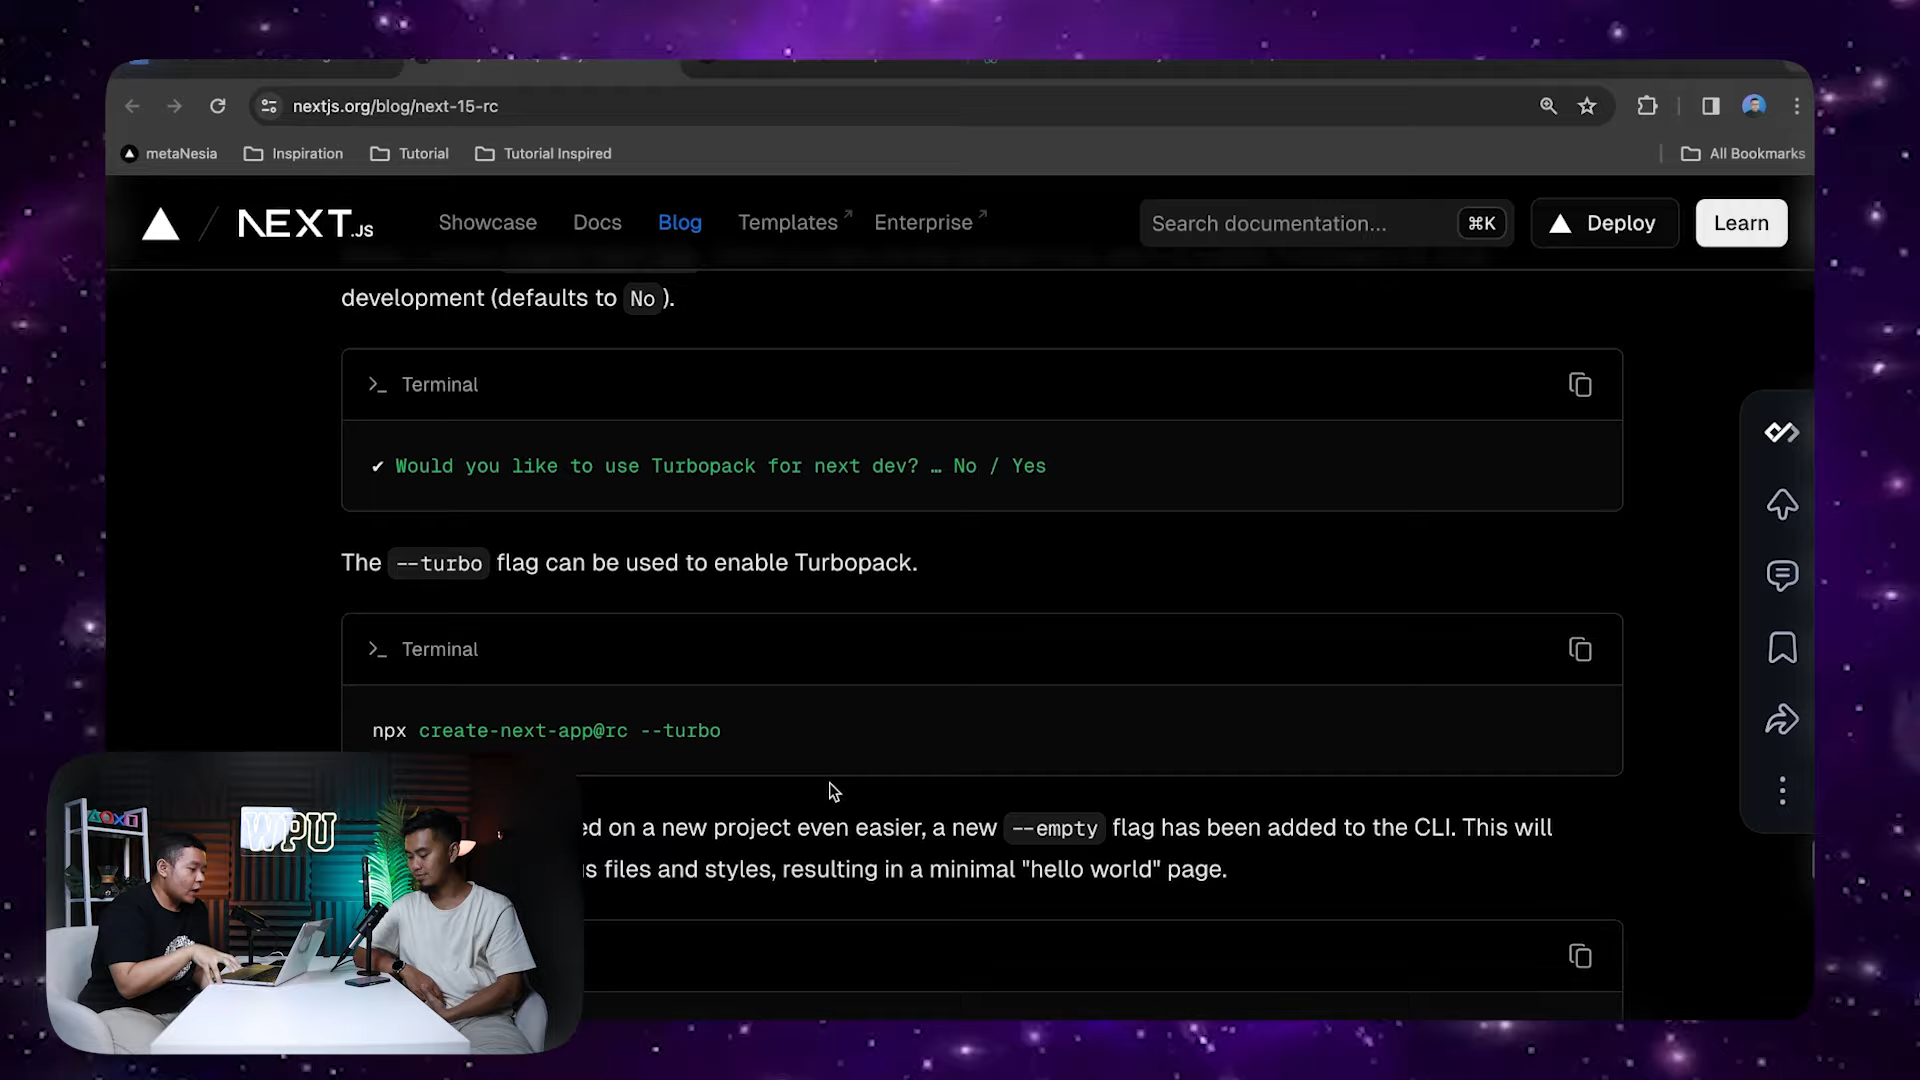 nextjs.org/blog/next-15-rc
metaNesia Inspiration Tutorial Tutorial Inspired All Bookmarks
NEXT.JS Showcase Docs Blog Templates Enterprise Search documentation... ⌘K Deploy Learn
development (defaults to No).
Terminal
✓ Would you like to use Turbopack for next dev? … No / Yes
The --turbo flag can be used to enable Turbopack.
Terminal
npx create-next-app@rc --turbo
ed on a new project even easier, a new --empty flag has been added to the CLI. This will
s files and styles, resulting in a minimal "hello world" page.
WPU